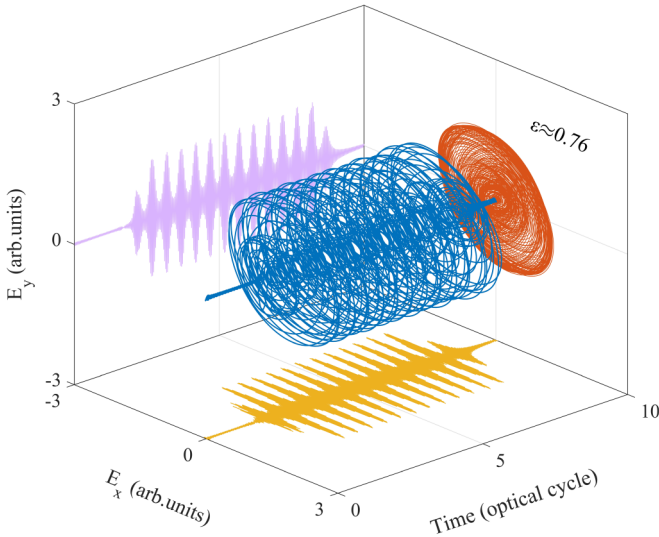 3
ε≈0.76
E_y (arb.units)
0
-3
-3
10
0
5
E_x (arb.units)
3
0
Time (optical cycle)